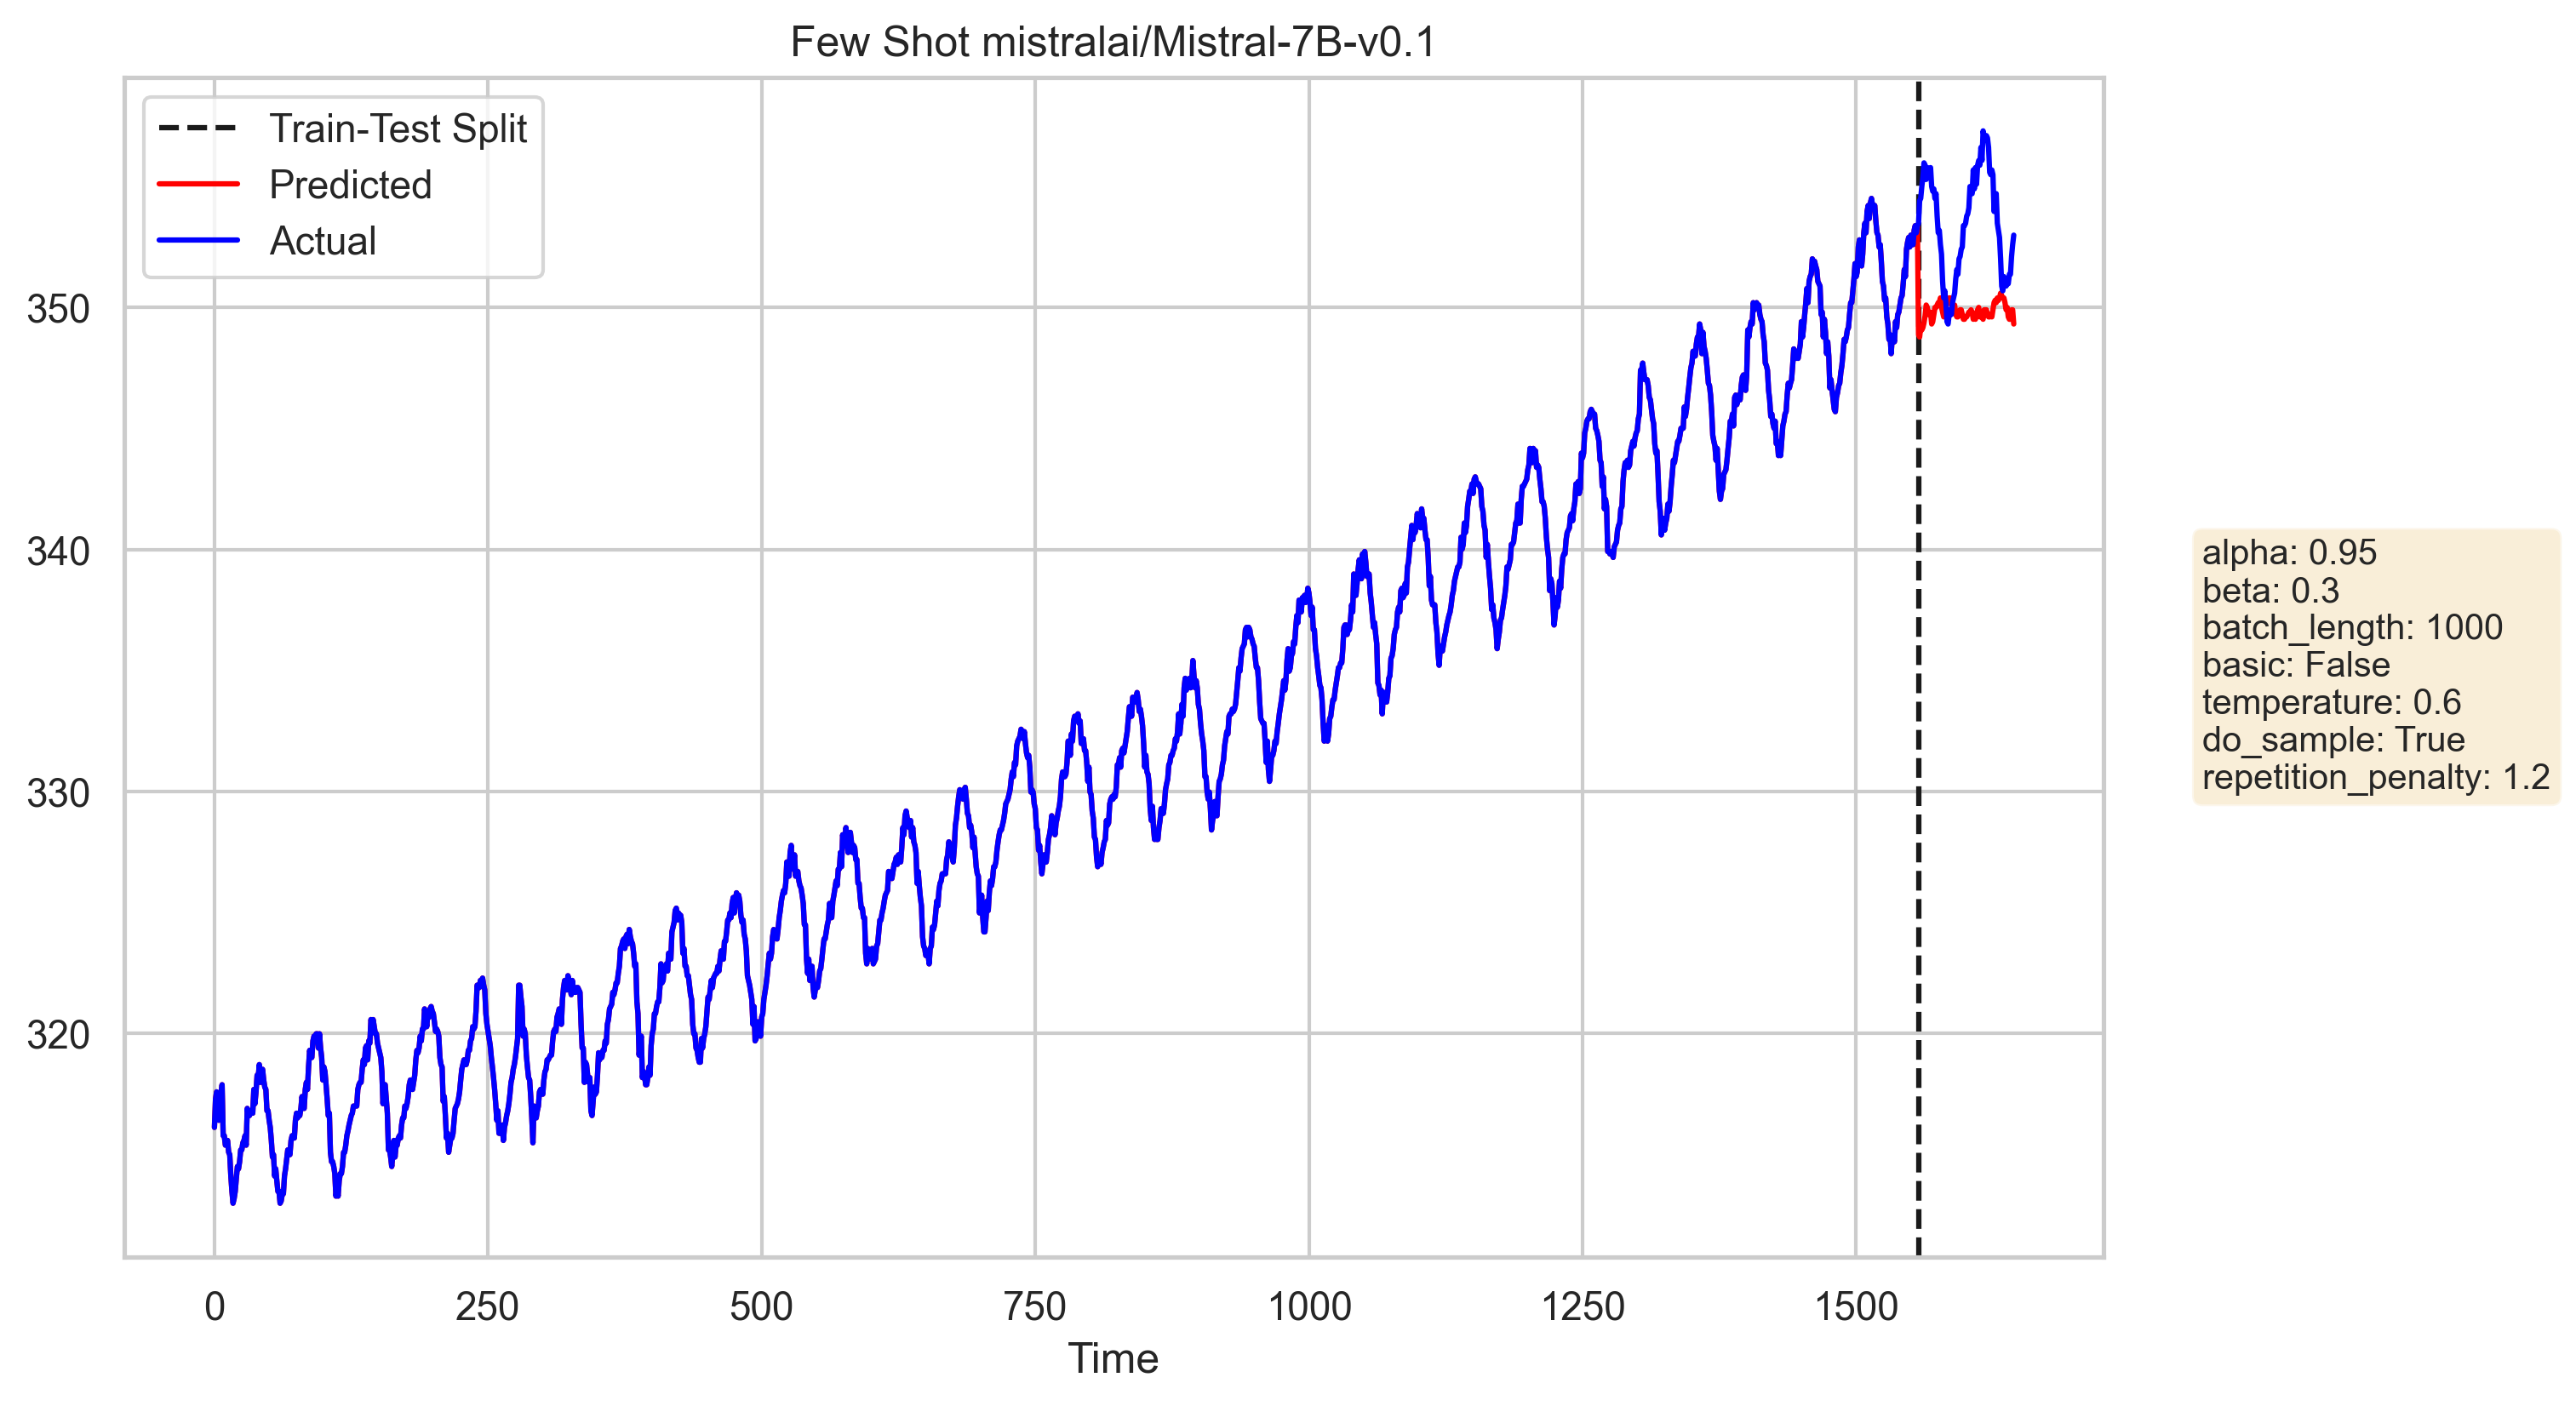 Few Shot mistralai/Mistral-7B-v0.1
Train-Test Split
Predicted
Actual
350
340
330
320
0 250 500 750 1000 1250 1500
Time
alpha: 0.95
beta: 0.3
batch_length: 1000
basic: False
temperature: 0.6
do_sample: True
repetition_penalty: 1.2